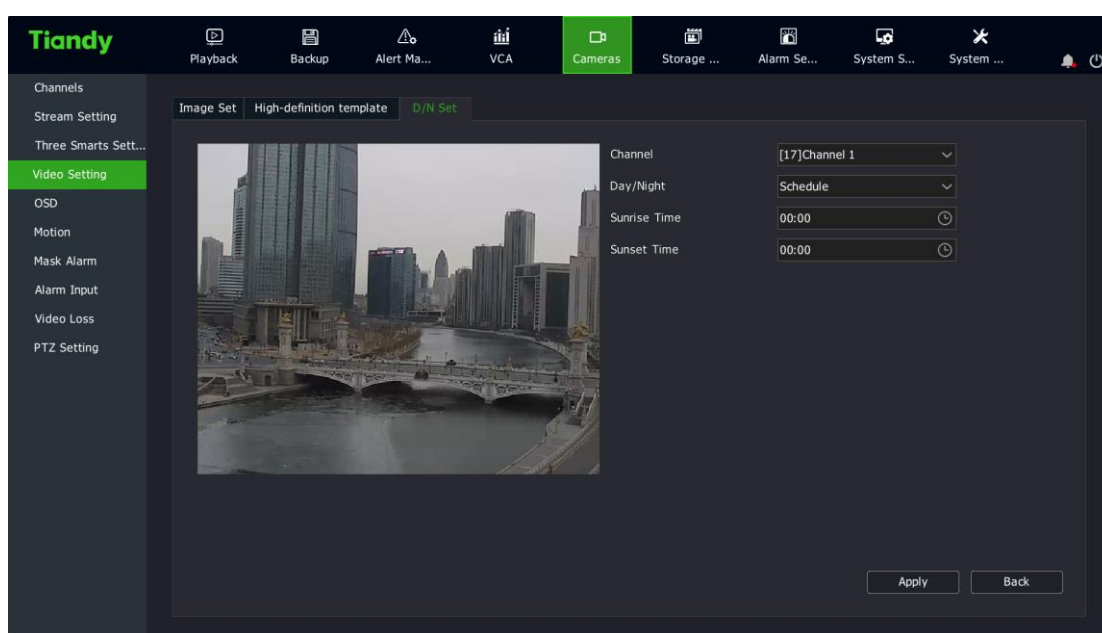 Tiandy
Playback Backup Alert Ma... VCA Cameras Storage ... Alarm Se... System S... System ...
Channels
Stream Setting
Three Smarts Sett...
Video Setting
OSD
Motion
Mask Alarm
Alarm Input
Video Loss
PTZ Setting
Image Set High-definition template D/N Set
Channel [17]Channel 1
Day/Night Schedule
Sunrise Time 00:00
Sunset Time 00:00
Apply Back